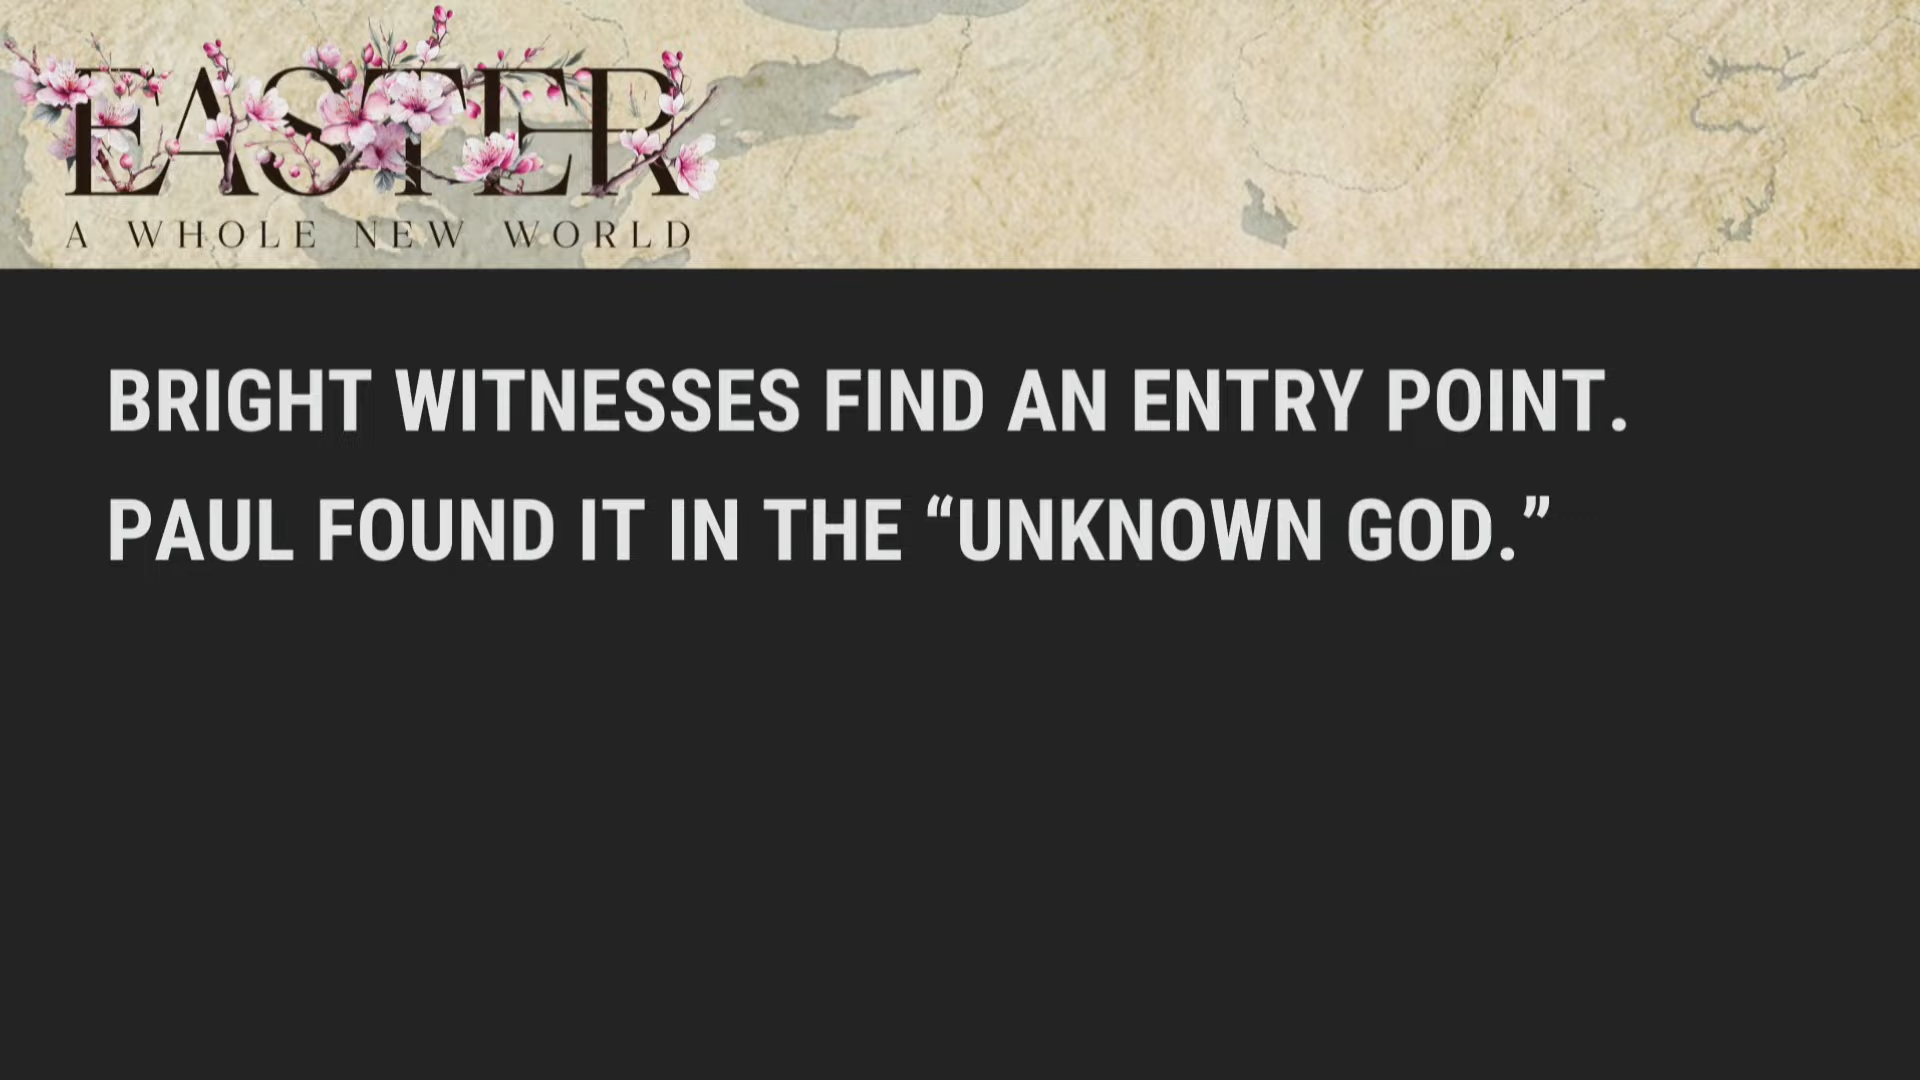 EASTER
A WHOLE NEW WORLD
BRIGHT WITNESSES FIND AN ENTRY POINT.
PAUL FOUND IT IN THE “UNKNOWN GOD.”